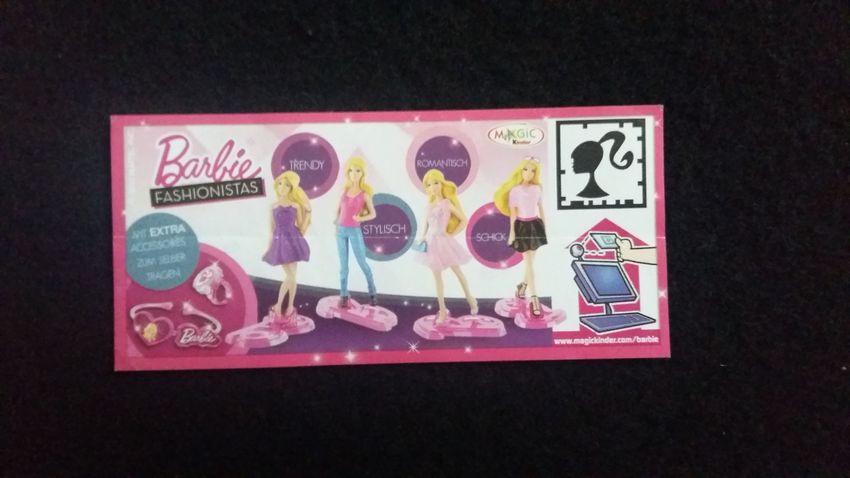 Barbie
FASHIONISTAS
TRENDY
STYLISCH
ROMANTISCH
SCHICK
MAGIC
Kinder
MIT EXTRA
ACCESSOIRES
ZUM SELBER
TRAGEN
Barbie
www.magickinder.com/barbie